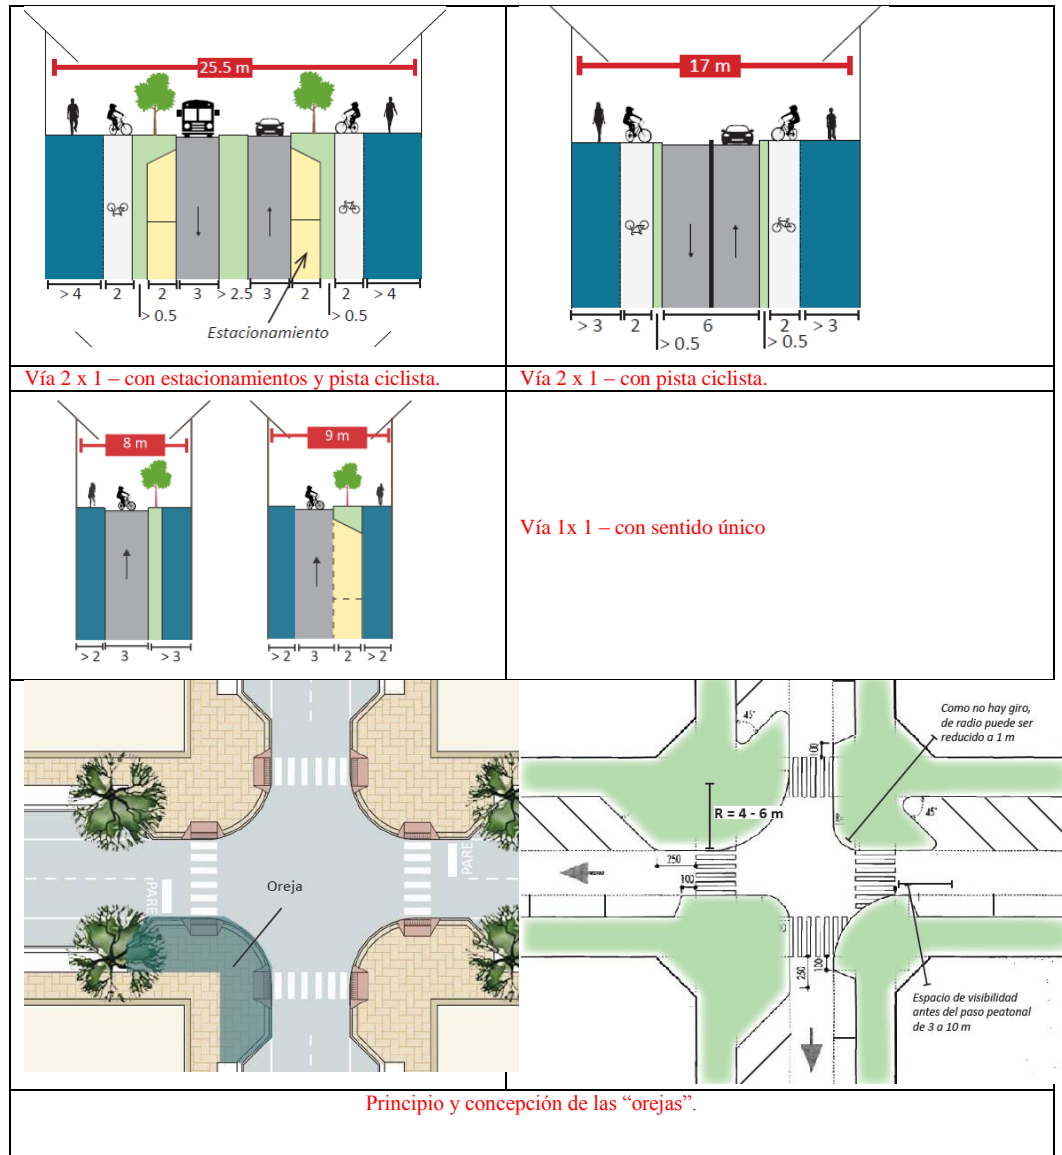 25.5 m
> 4 2 2 3 > 2.5 3 2 2 > 4
> 0.5 > 0.5
Estacionamiento
17 m
> 3 2 6 2 > 3
> 0.5 > 0.5
Vía 2 x 1 – con estacionamientos y pista ciclista.
Vía 2 x 1 – con pista ciclista.
8 m
> 2 3 > 3
9 m
> 2 3 2 > 2
Vía 1x 1 – con sentido único
PARE
PARE
Oreja
Como no hay giro,
de radio puede ser
reducido a 1 m
45°
100
R = 4 - 6 m
45°
250
100
250
100
Espacio de visibilidad
antes del paso peatonal
de 3 a 10 m
Principio y concepción de las “orejas”.